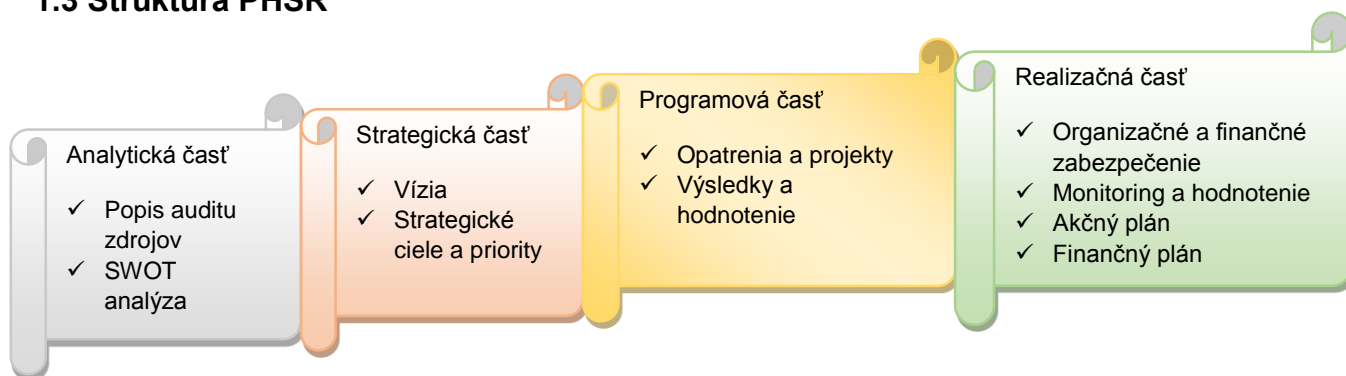 1.3 Štruktúra PHSR
Analytická časť
✓ Popis auditu
zdrojov
✓ SWOT
analýza
Strategická časť
✓ Vízia
✓ Strategické
ciele a priority
Programová časť
✓ Opatrenia a projekty
✓ Výsledky a
hodnotenie
Realizačná časť
✓ Organizačné a finančné
zabezpečenie
✓ Monitoring a hodnotenie
✓ Akčný plán
✓ Finančný plán